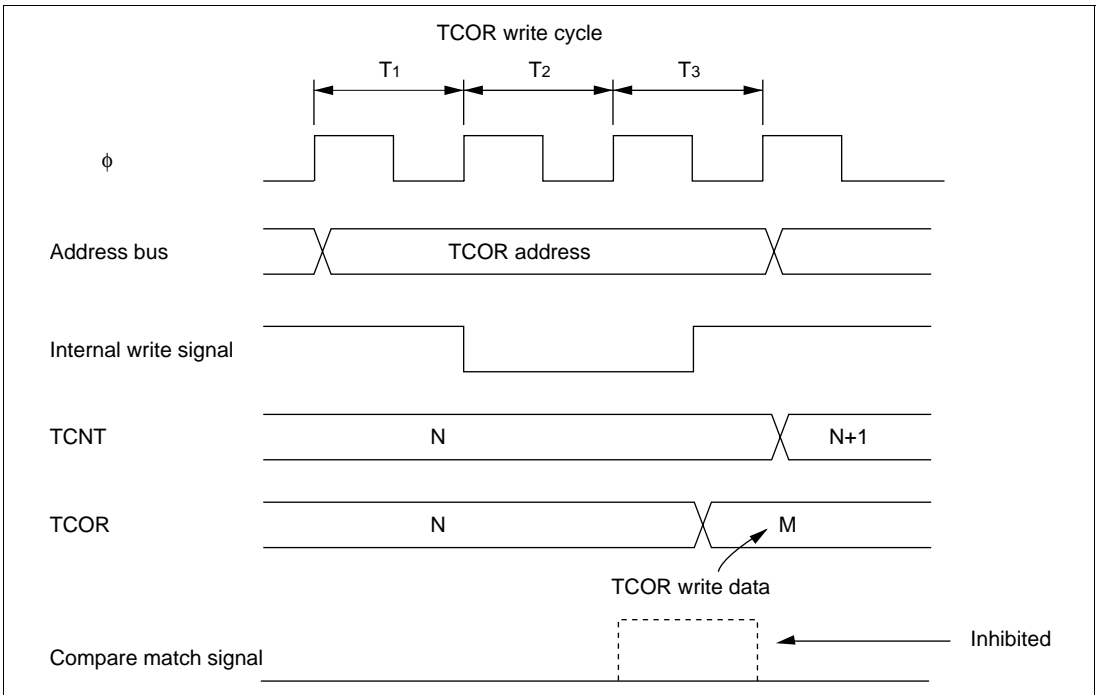 TCOR write cycle
T1 T2 T3
ϕ
Address bus TCOR address
Internal write signal
TCNT N N+1
TCOR N M
TCOR write data
Inhibited
Compare match signal